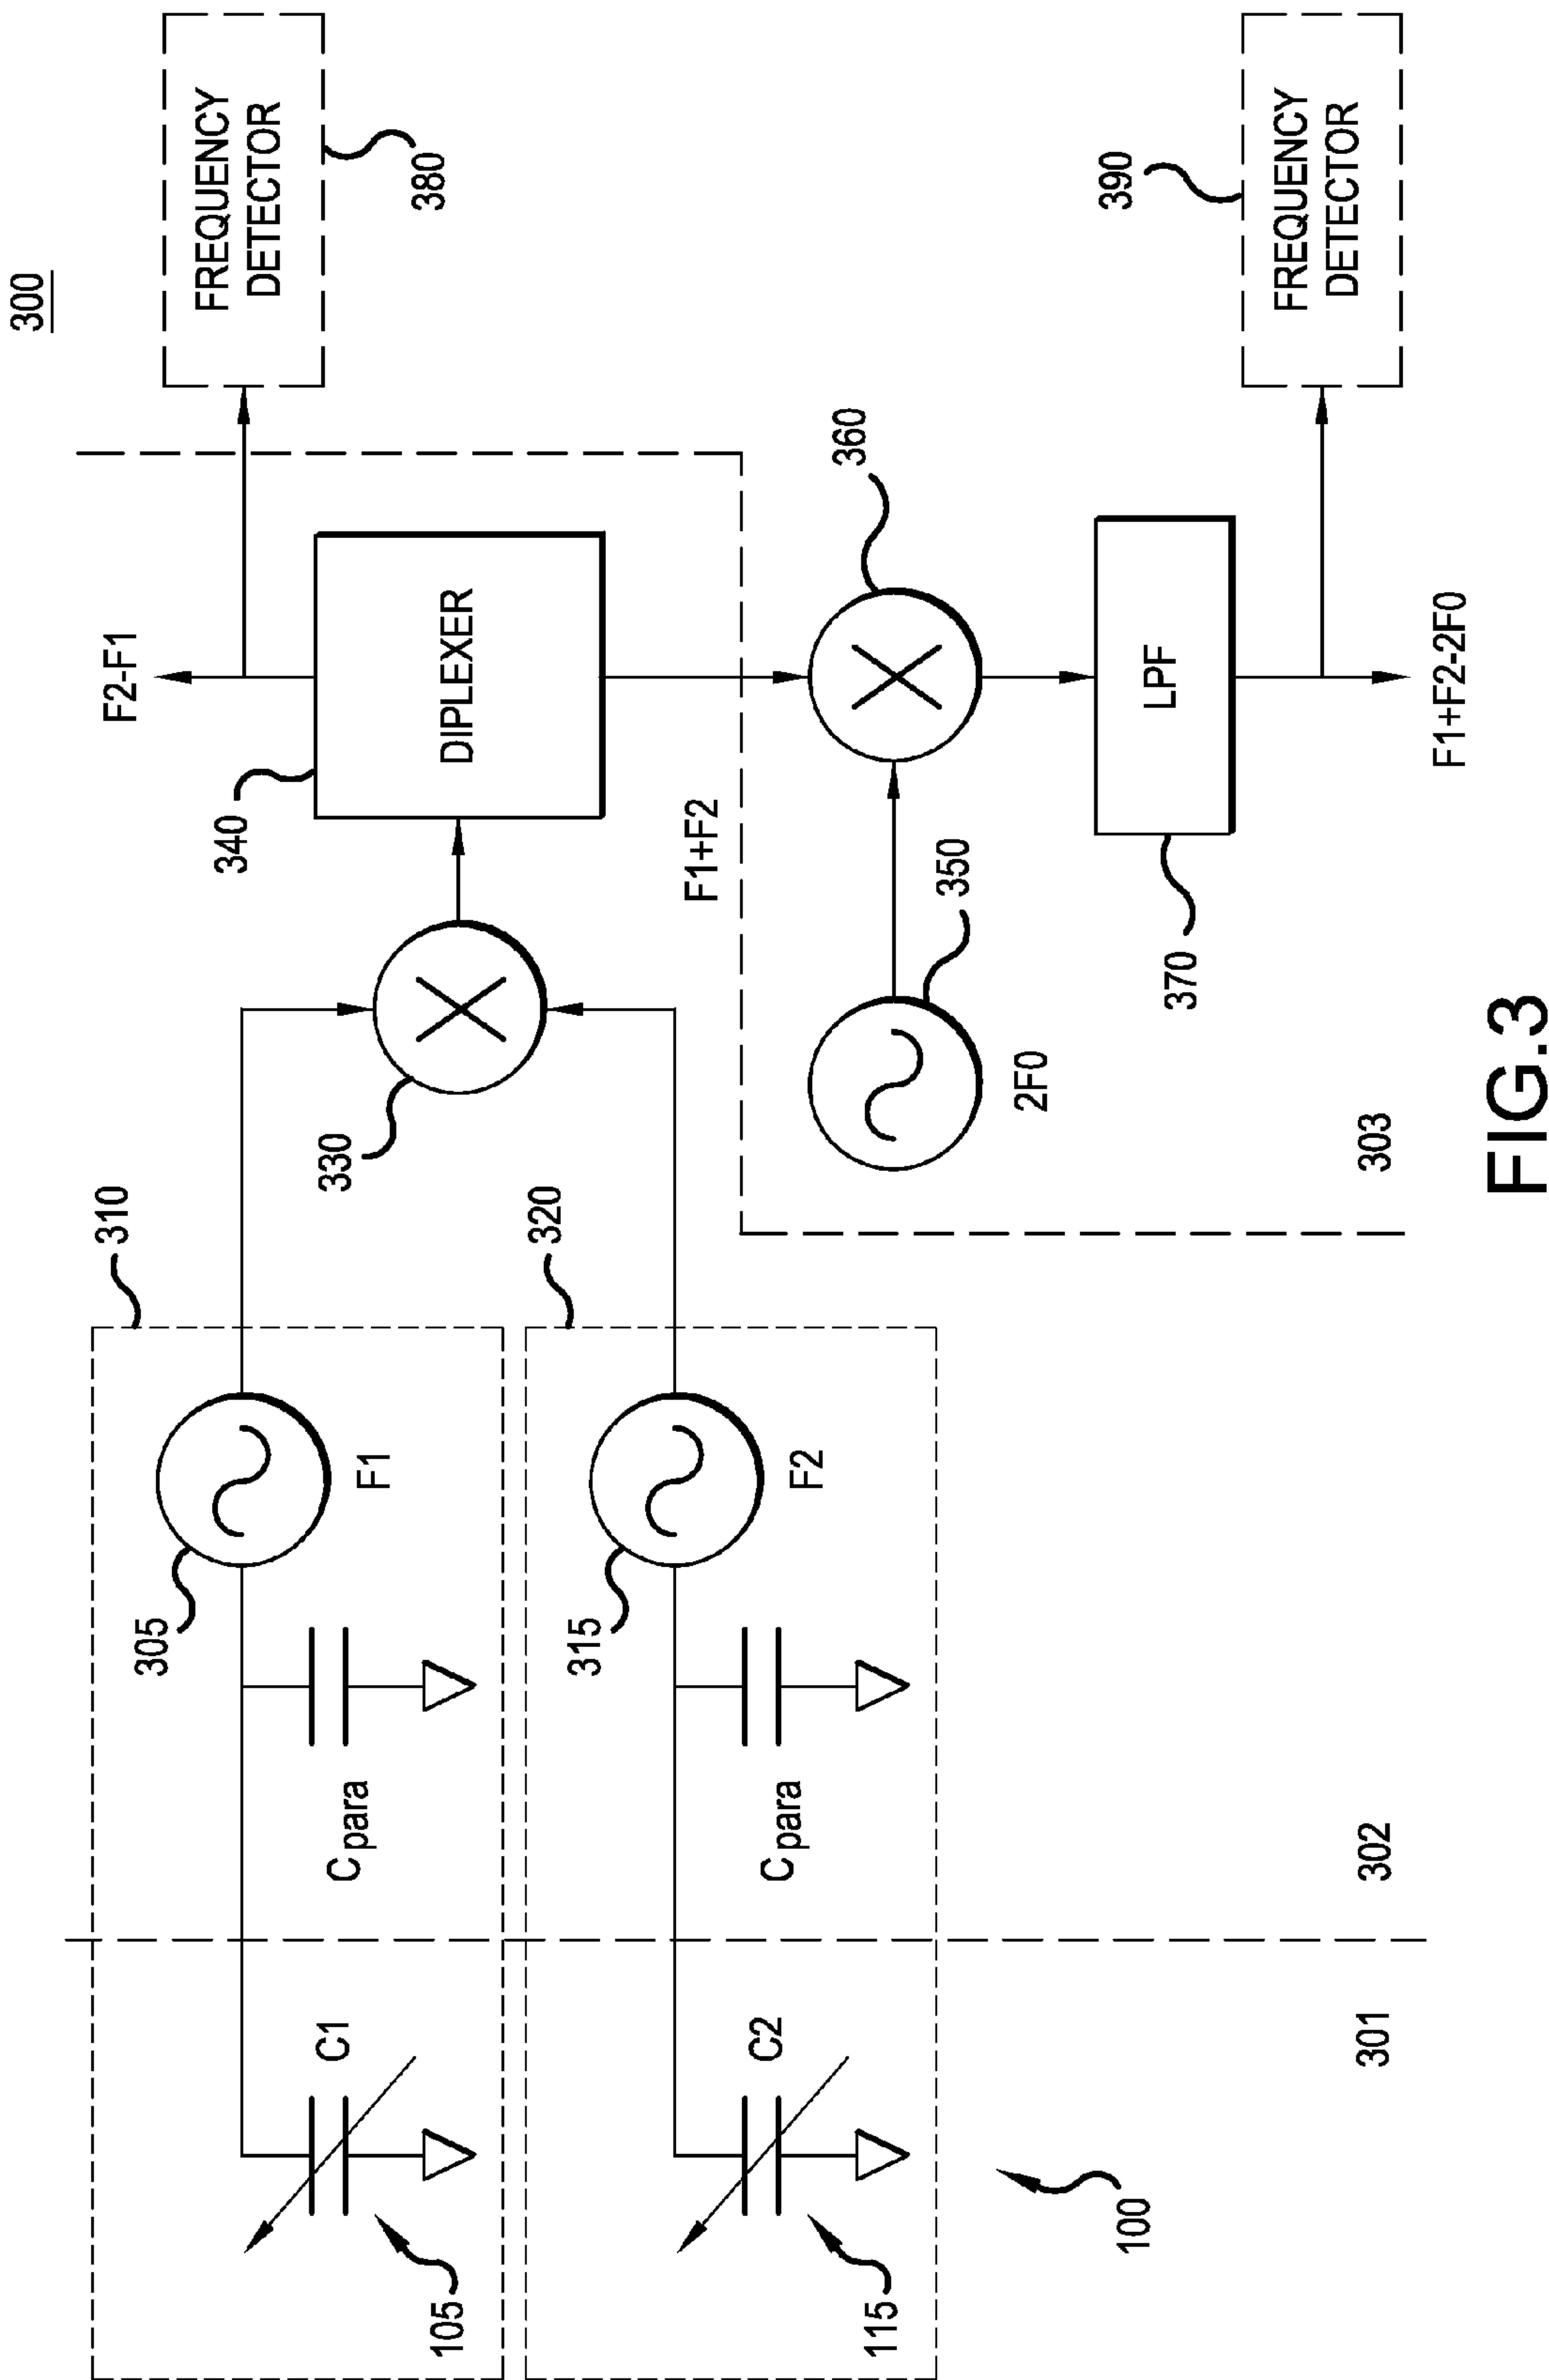 300
FREQUENCY
DETECTOR
380
F2-F1
340
DIPLEXER
F1+F2
330
310
305
F1
C para
C1
105
320
315
F2
C para
C2
115
100
301
302
303
350
2F0
360
370
LPF
F1+F2-2F0
390
FREQUENCY
DETECTOR
FIG.3